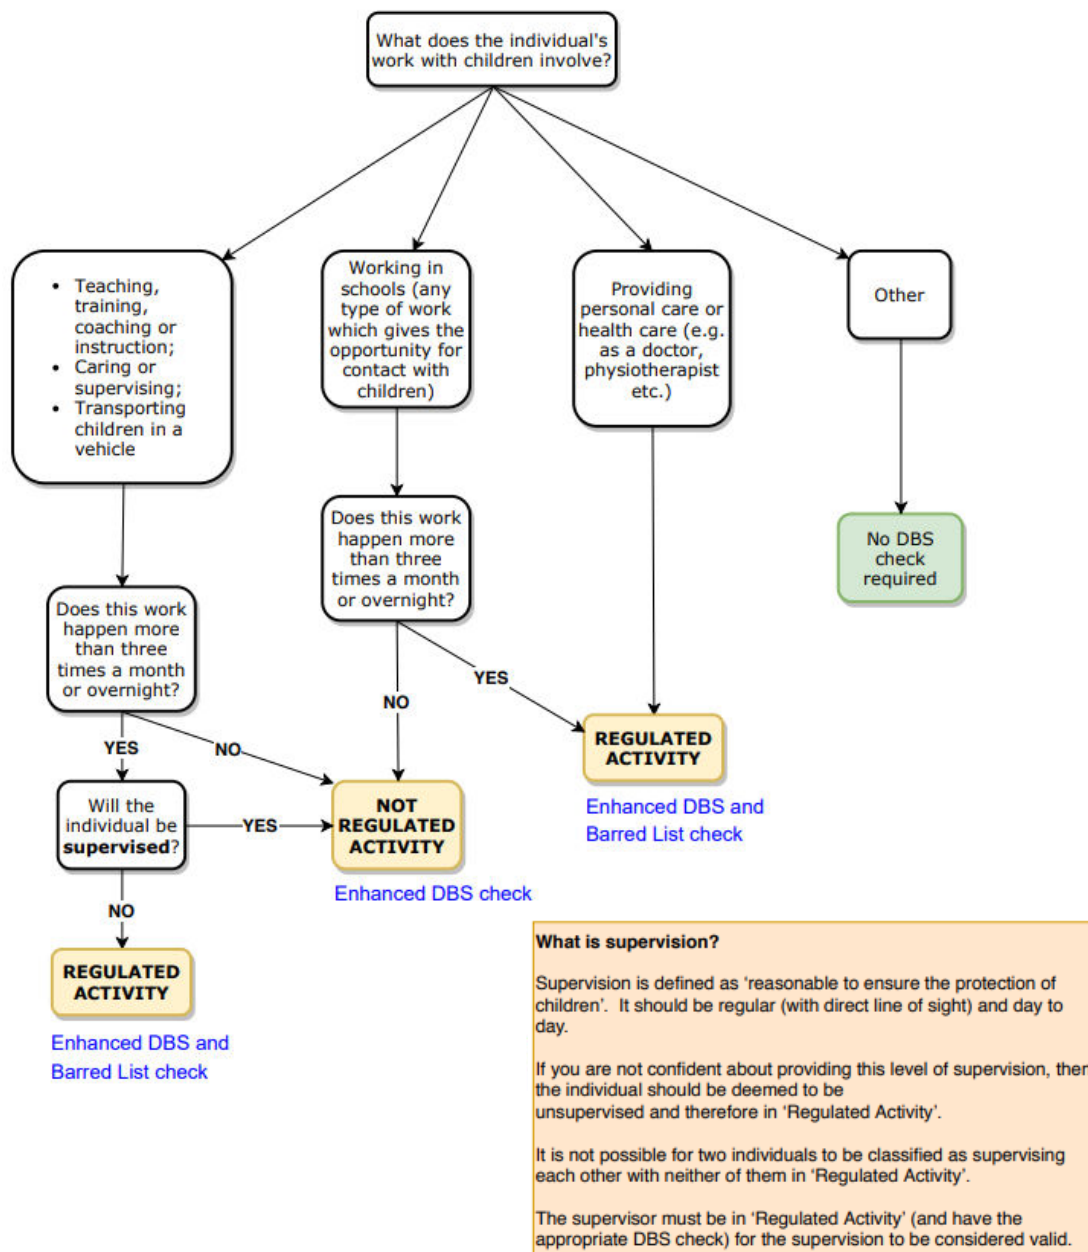 What does the individual's
work with children involve?
• Teaching,
training,
coaching or
instruction;
• Caring or
supervising;
• Transporting
children in a
vehicle
Working in
schools (any
type of work
which gives the
opportunity for
contact with
children)
Providing
personal care or
health care (e.g.
as a doctor,
physiotherapist
etc.)
Other
Does this work
happen more
than three
times a month
or overnight?
No DBS
check
required
Does this work
happen more
than three
times a month
or overnight?
YES
NO
YES
NO
REGULATED
ACTIVITY
Enhanced DBS and
Barred List check
Will the
individual be
supervised?
YES
NOT
REGULATED
ACTIVITY
Enhanced DBS check
NO
REGULATED
ACTIVITY
Enhanced DBS and
Barred List check
What is supervision?
Supervision is defined as ‘reasonable to ensure the protection of
children’. It should be regular (with direct line of sight) and day to
day.
If you are not confident about providing this level of supervision, then
the individual should be deemed to be
unsupervised and therefore in ‘Regulated Activity’.
It is not possible for two individuals to be classified as supervising
each other with neither of them in ‘Regulated Activity’.
The supervisor must be in ‘Regulated Activity’ (and have the
appropriate DBS check) for the supervision to be considered valid.